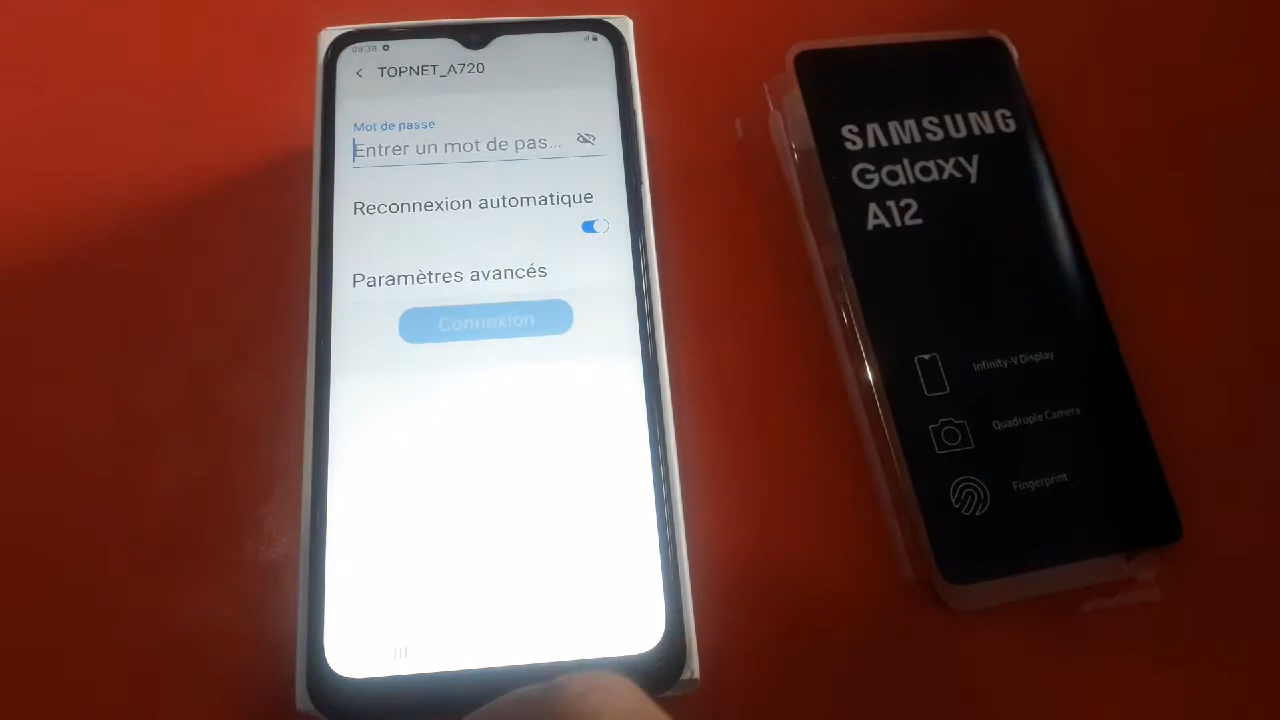 08:38
TOPNET_A720
Mot de passe
Entrer un mot de pas...
Reconnexion automatique
Paramètres avancés
Connexion
SAMSUNG
Galaxy
A12
Infinity-V Display
Quadruple Camera
Fingerprint